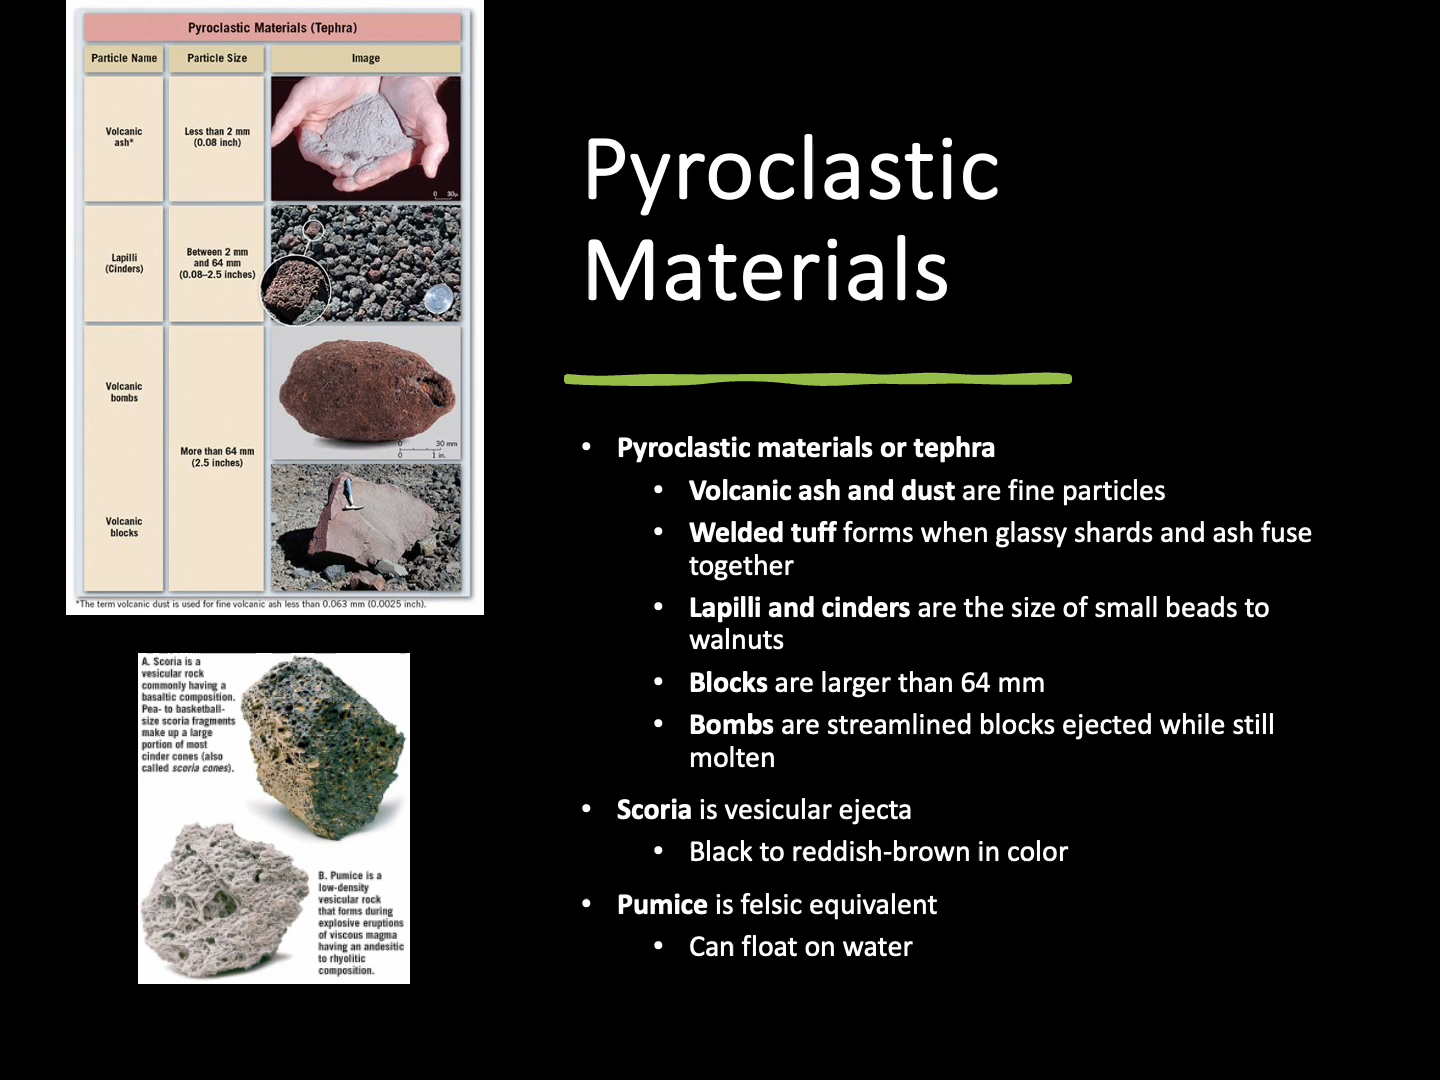 Pyroclastic Materials (Tephra)
Particle Name
Particle Size
Image
Volcanic
ash*
Less than 2 mm
(0.08 inch)
0 30µ
Lapilli
(Cinders)
Between 2 mm
and 64 mm
(0.08–2.5 inches)
Volcanic
bombs
0 30 mm
0 1 in.
More than 64 mm
(2.5 inches)
Volcanic
blocks
*The term volcanic dust is used for fine volcanic ash less than 0.063 mm (0.0025 inch).
A. Scoria is a
vesicular rock
commonly having a
basaltic composition.
Pea- to basketball-
size scoria fragments
make up a large
portion of most
cinder cones (also
called scoria cones).
B. Pumice is a
low-density
vesicular rock
that forms during
explosive eruptions
of viscous magma
having an andesitic
to rhyolitic
composition.
Pyroclastic
Materials
• Pyroclastic materials or tephra
• Volcanic ash and dust are fine particles
• Welded tuff forms when glassy shards and ash fuse
together
• Lapilli and cinders are the size of small beads to
walnuts
• Blocks are larger than 64 mm
• Bombs are streamlined blocks ejected while still
molten
• Scoria is vesicular ejecta
• Black to reddish-brown in color
• Pumice is felsic equivalent
• Can float on water